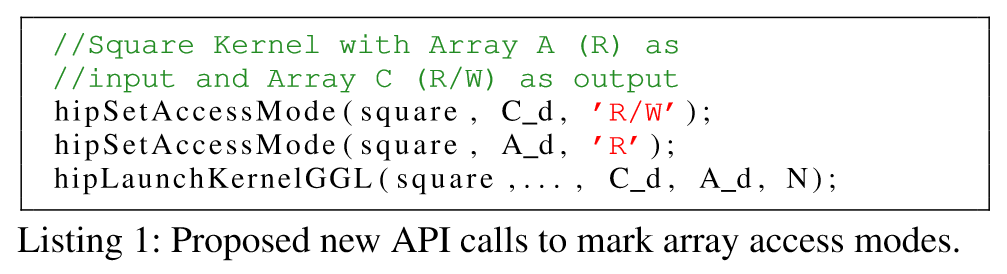 //Square Kernel with Array A (R) as
//input and Array C (R/W) as output
hipSetAccessMode(square, C_d, 'R/W');
hipSetAccessMode(square, A_d, 'R');
hipLaunchKernelGGL(square,..., C_d, A_d, N);
Listing 1: Proposed new API calls to mark array access modes.